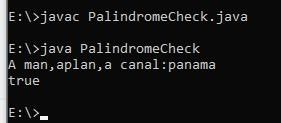 E:\>javac PalindromeCheck.java
E:\>java PalindromeCheck
A man,aplan,a canal:panama
true
E:\>